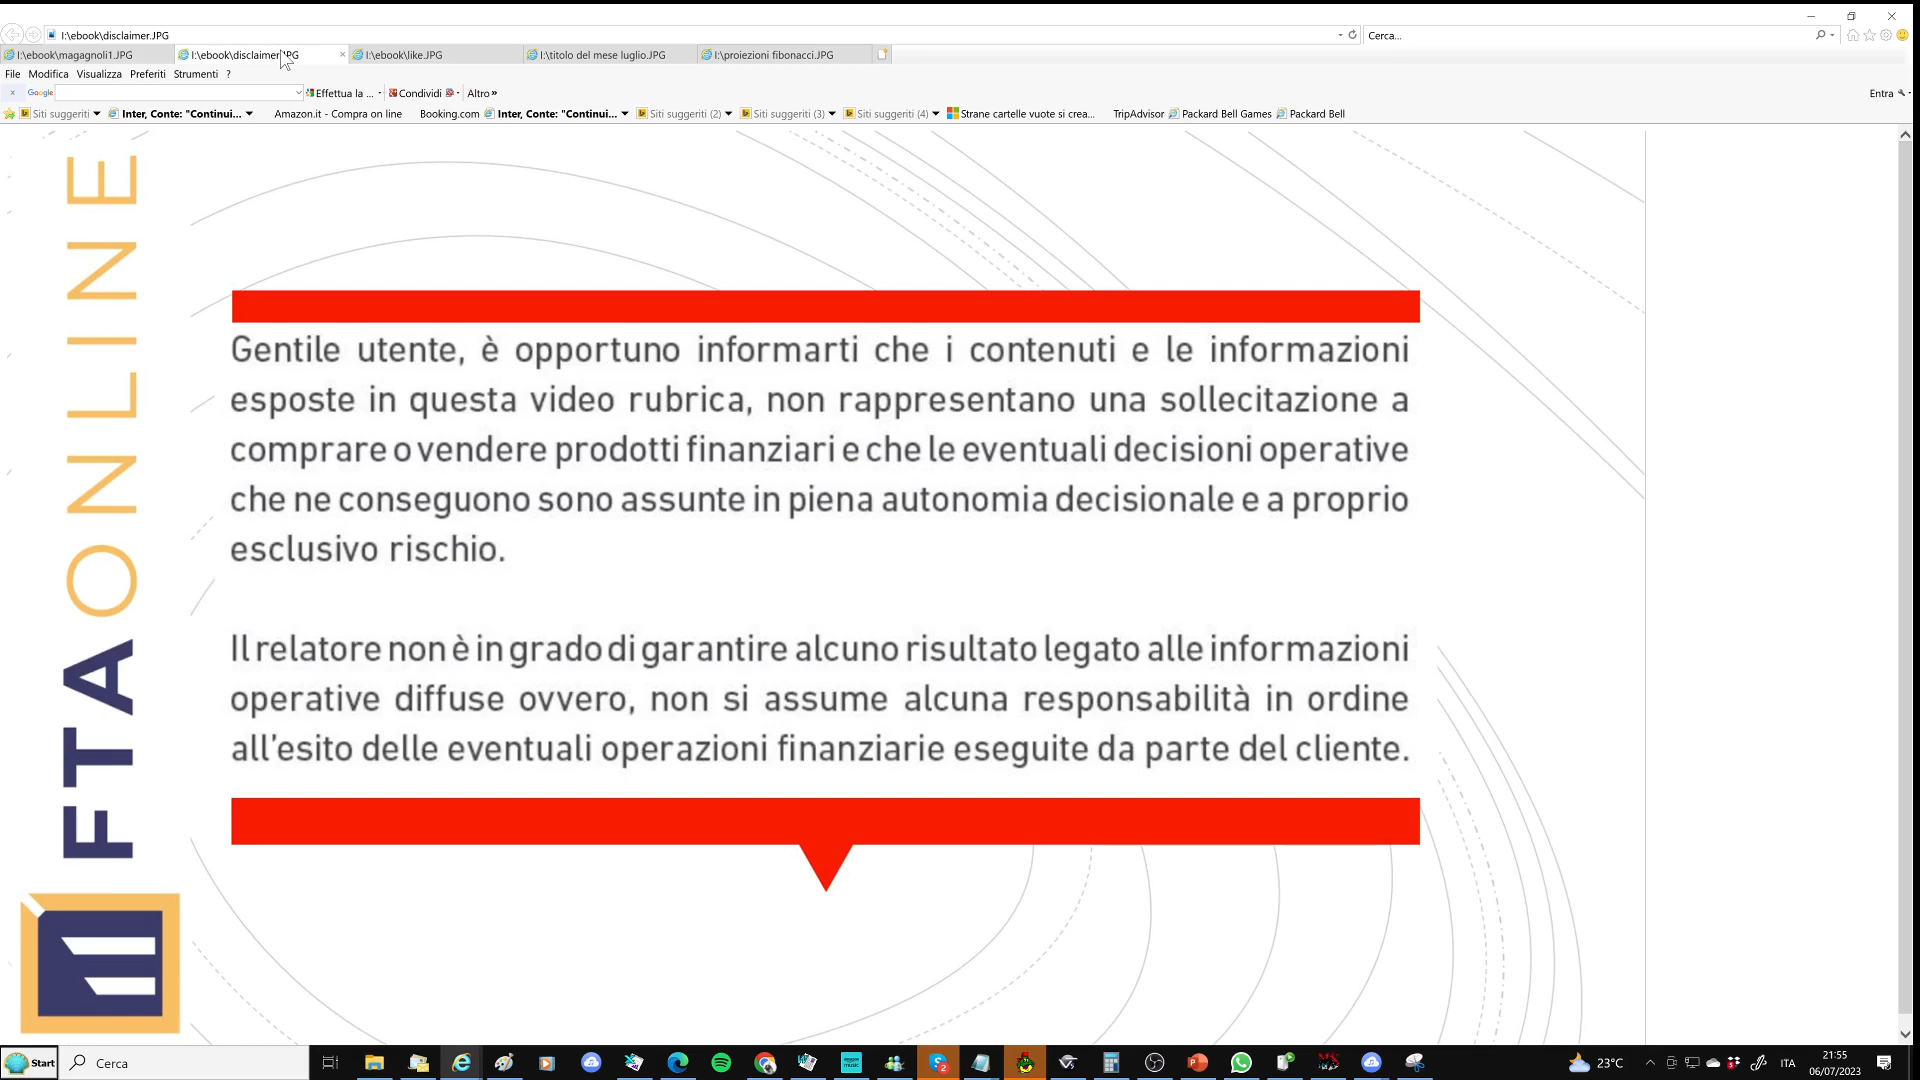 I:\ebook\disclaimer.JPG
Cerca...
I:\ebook\magagnoli1.JPG
I:\ebook\disclaimer.JPG
I:\ebook\like.JPG
I:\titolo del mese luglio.JPG
I:\proiezioni fibonacci.JPG
File Modifica Visualizza Preferiti Strumenti ?
x Google Effettua la ... Condividi Altro »
Entra
Siti suggeriti Inter, Conte: "Continui... Amazon.it - Compra on line Booking.com Inter, Conte: "Continui... Siti suggeriti (2) Siti suggeriti (3) Siti suggeriti (4) Strane cartelle vuote si crea... TripAdvisor Packard Bell Games Packard Bell
FTAONLINE
Gentile utente, è opportuno informarti che i contenuti e le informazioni
esposte in questa video rubrica, non rappresentano una sollecitazione a
comprare o vendere prodotti finanziari e che le eventuali decisioni operative
che ne conseguono sono assunte in piena autonomia decisionale e a proprio
esclusivo rischio.
Il relatore non è in grado di garantire alcuno risultato legato alle informazioni
operative diffuse ovvero, non si assume alcuna responsabilità in ordine
all'esito delle eventuali operazioni finanziarie eseguite da parte del cliente.
Start
Cerca
23°C
ITA
21:55
06/07/2023